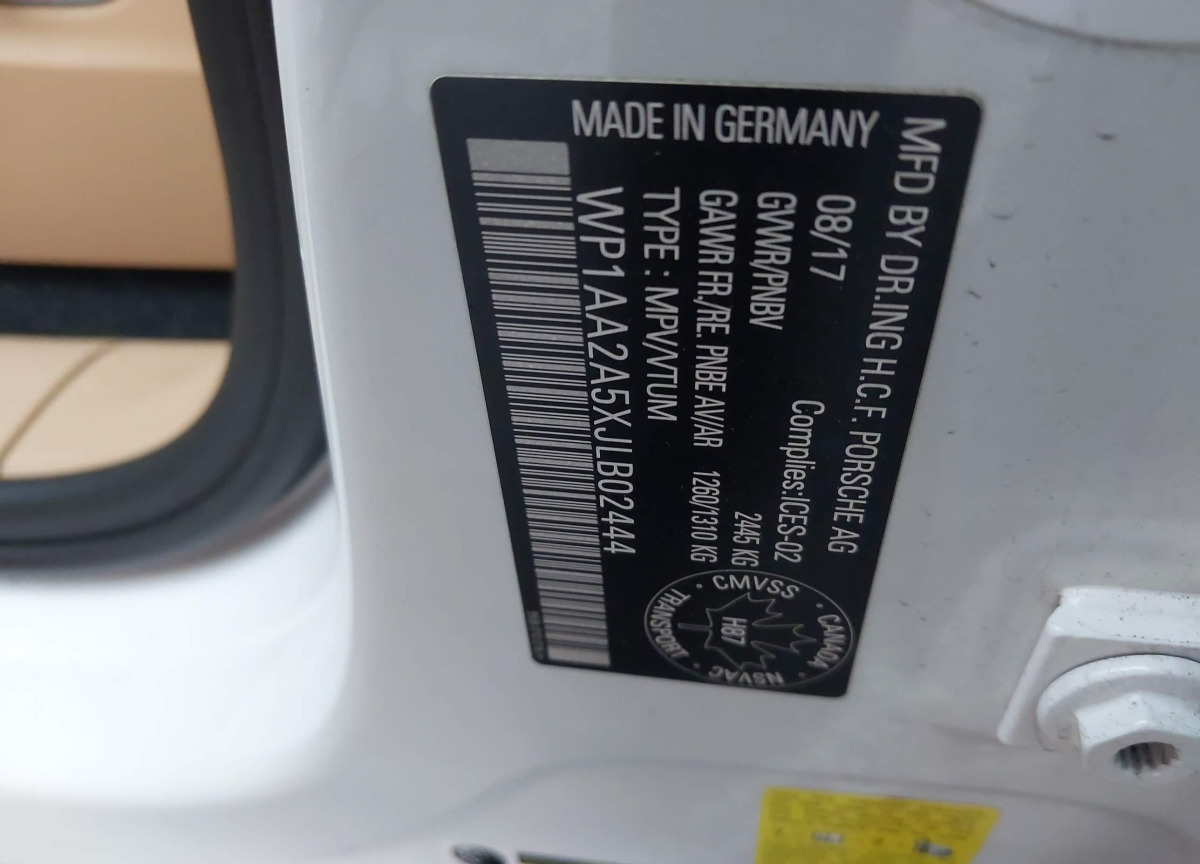 MFD BY DR.ING H.C.F. PORSCHE AG
08/17 Complies:ICES-02
GVWR/PNBV 2445 KG
GAWR FR./RE. PNBE AV/AR 1260/1310 KG
TYPE : MPV/VTUM
WP1AA2A5XJLB02444
MADE IN GERMANY
CANADA
CMVSS
TRANSPORT
NSVAC
H87